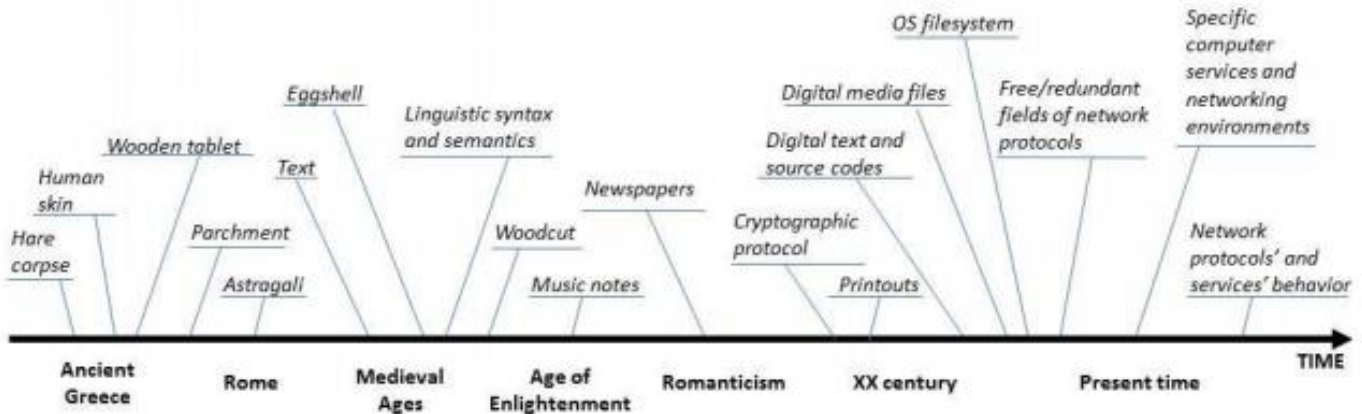 Hare
corpse
Human
skin
Wooden tablet
Parchment
Astragali
Text
Eggshell
Linguistic syntax
and semantics
Woodcut
Music notes
Newspapers
Cryptographic
protocol
Printouts
Digital text and
source codes
Digital media files
OS filesystem
Free/redundant
fields of network
protocols
Specific
computer
services and
networking
environments
Network
protocols' and
services' behavior
TIME
Ancient
Greece
Rome
Medieval
Ages
Age of
Enlightenment
Romanticism
XX century
Present time